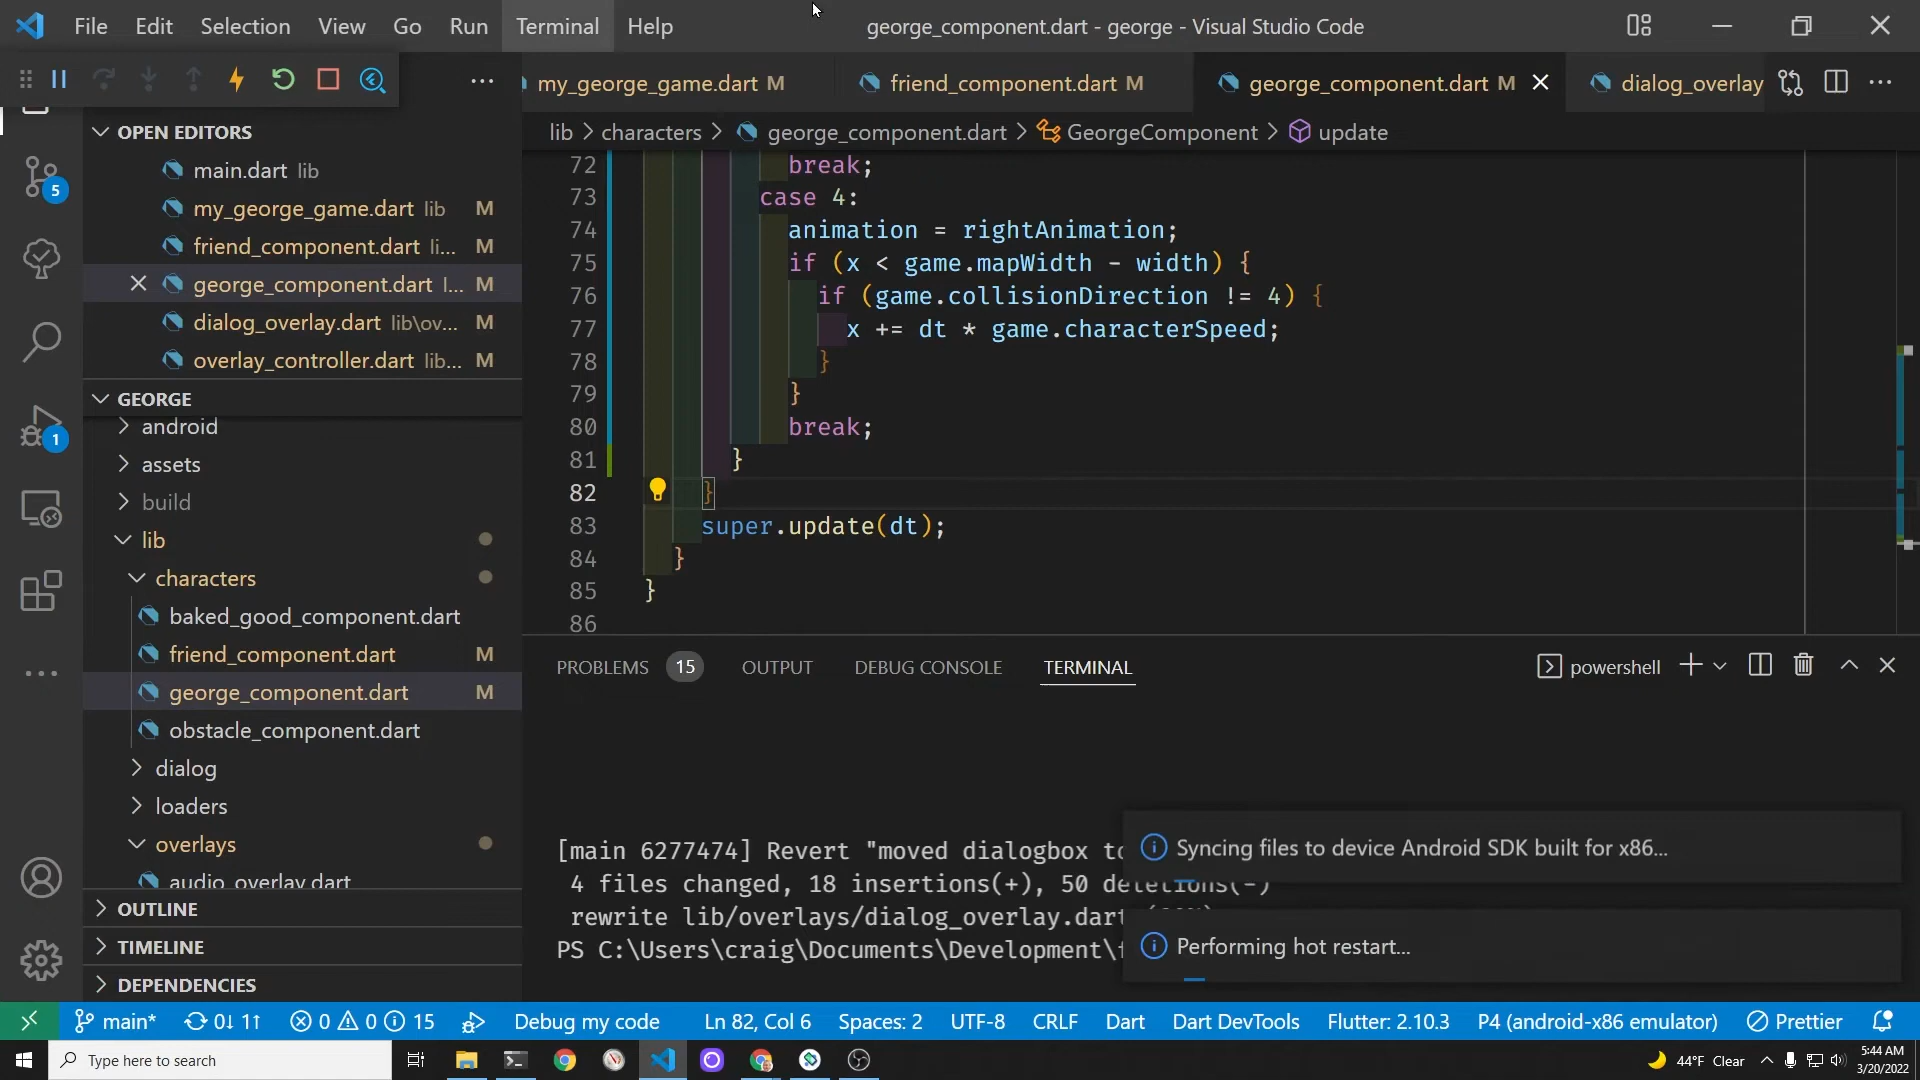 File Edit Selection View Go Run Terminal Help george_component.dart - george - Visual Studio Code
my_george_game.dart M friend_component.dart M george_component.dart M dialog_overlay
OPEN EDITORS
lib > characters > george_component.dart > GeorgeComponent > update
main.dart lib
my_george_game.dart lib M
friend_component.dart li... M
george_component.dart l... M
dialog_overlay.dart lib\ov... M
overlay_controller.dart lib... M
GEORGE
android
assets
build
lib
characters
baked_good_component.dart
friend_component.dart M
george_component.dart M
obstacle_component.dart
dialog
loaders
overlays
audio_overlay.dart
OUTLINE
TIMELINE
DEPENDENCIES
5
1
72 break;
73 case 4:
74 animation = rightAnimation;
75 if (x < game.mapWidth - width) {
76 if (game.collisionDirection != 4) {
77 x += dt * game.characterSpeed;
78 }
79 }
80 break;
81 }
82 }
83 super.update(dt);
84 }
85 }
86
PROBLEMS 15 OUTPUT DEBUG CONSOLE TERMINAL powershell
[main 6277474] Revert "moved dialogbox to
4 files changed, 18 insertions(+), 50 deletions(-)
rewrite lib/overlays/dialog_overlay.dart
PS C:\Users\craig\Documents\Development\f
Syncing files to device Android SDK built for x86...
Performing hot restart...
main* 0↓ 1↑ 0 0 15 Debug my code Ln 82, Col 6 Spaces: 2 UTF-8 CRLF Dart Dart DevTools Flutter: 2.10.3 P4 (android-x86 emulator) Prettier
Type here to search 44°F Clear 5:44 AM
3/20/2022